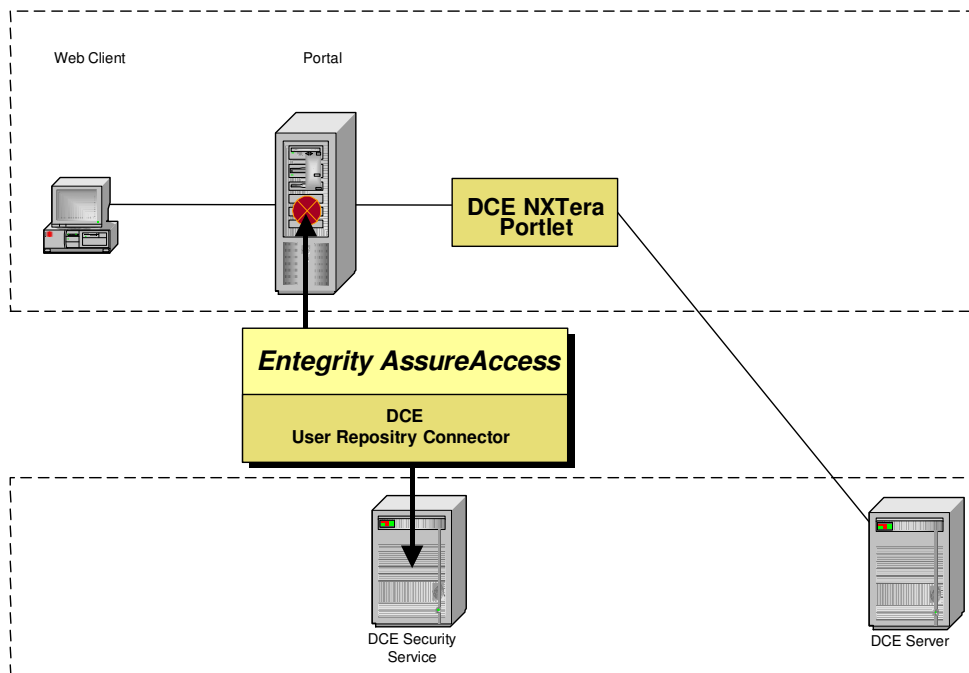 Web Client
Portal
DCE NXTera
Portlet
Entegrity AssureAccess
DCE
User Repositry Connector
DCE Security
Service
DCE Server